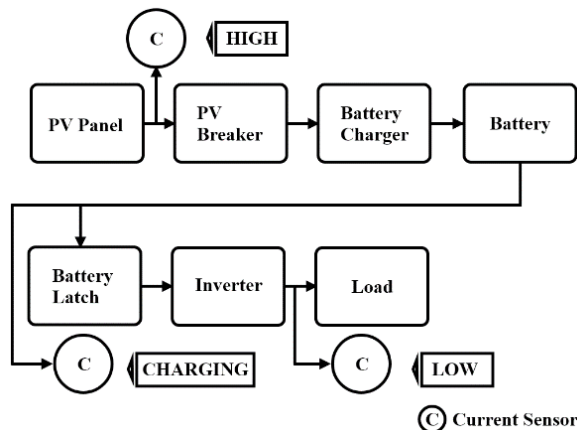 C
HIGH
PV Panel
PV
Breaker
Battery
Charger
Battery
Battery
Latch
Inverter
Load
C
CHARGING
C
LOW
C Current Sensor